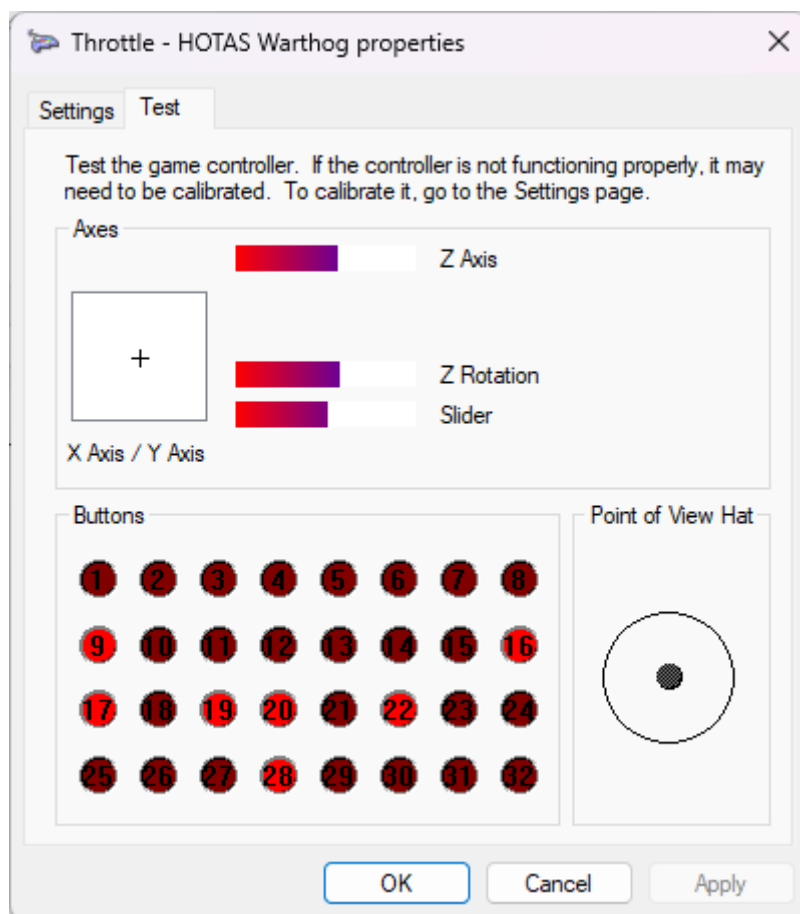 Throttle - HOTAS Warthog properties
Settings
Test
Test the game controller. If the controller is not functioning properly, it may
need to be calibrated. To calibrate it, go to the Settings page.
Axes
Z Axis
Z Rotation
Slider
X Axis / Y Axis
Buttons
1 2 3 4 5 6 7 8
9 10 11 12 13 14 15 16
17 18 19 20 21 22 23 24
25 26 27 28 29 30 31 32
Point of View Hat
OK
Cancel
Apply